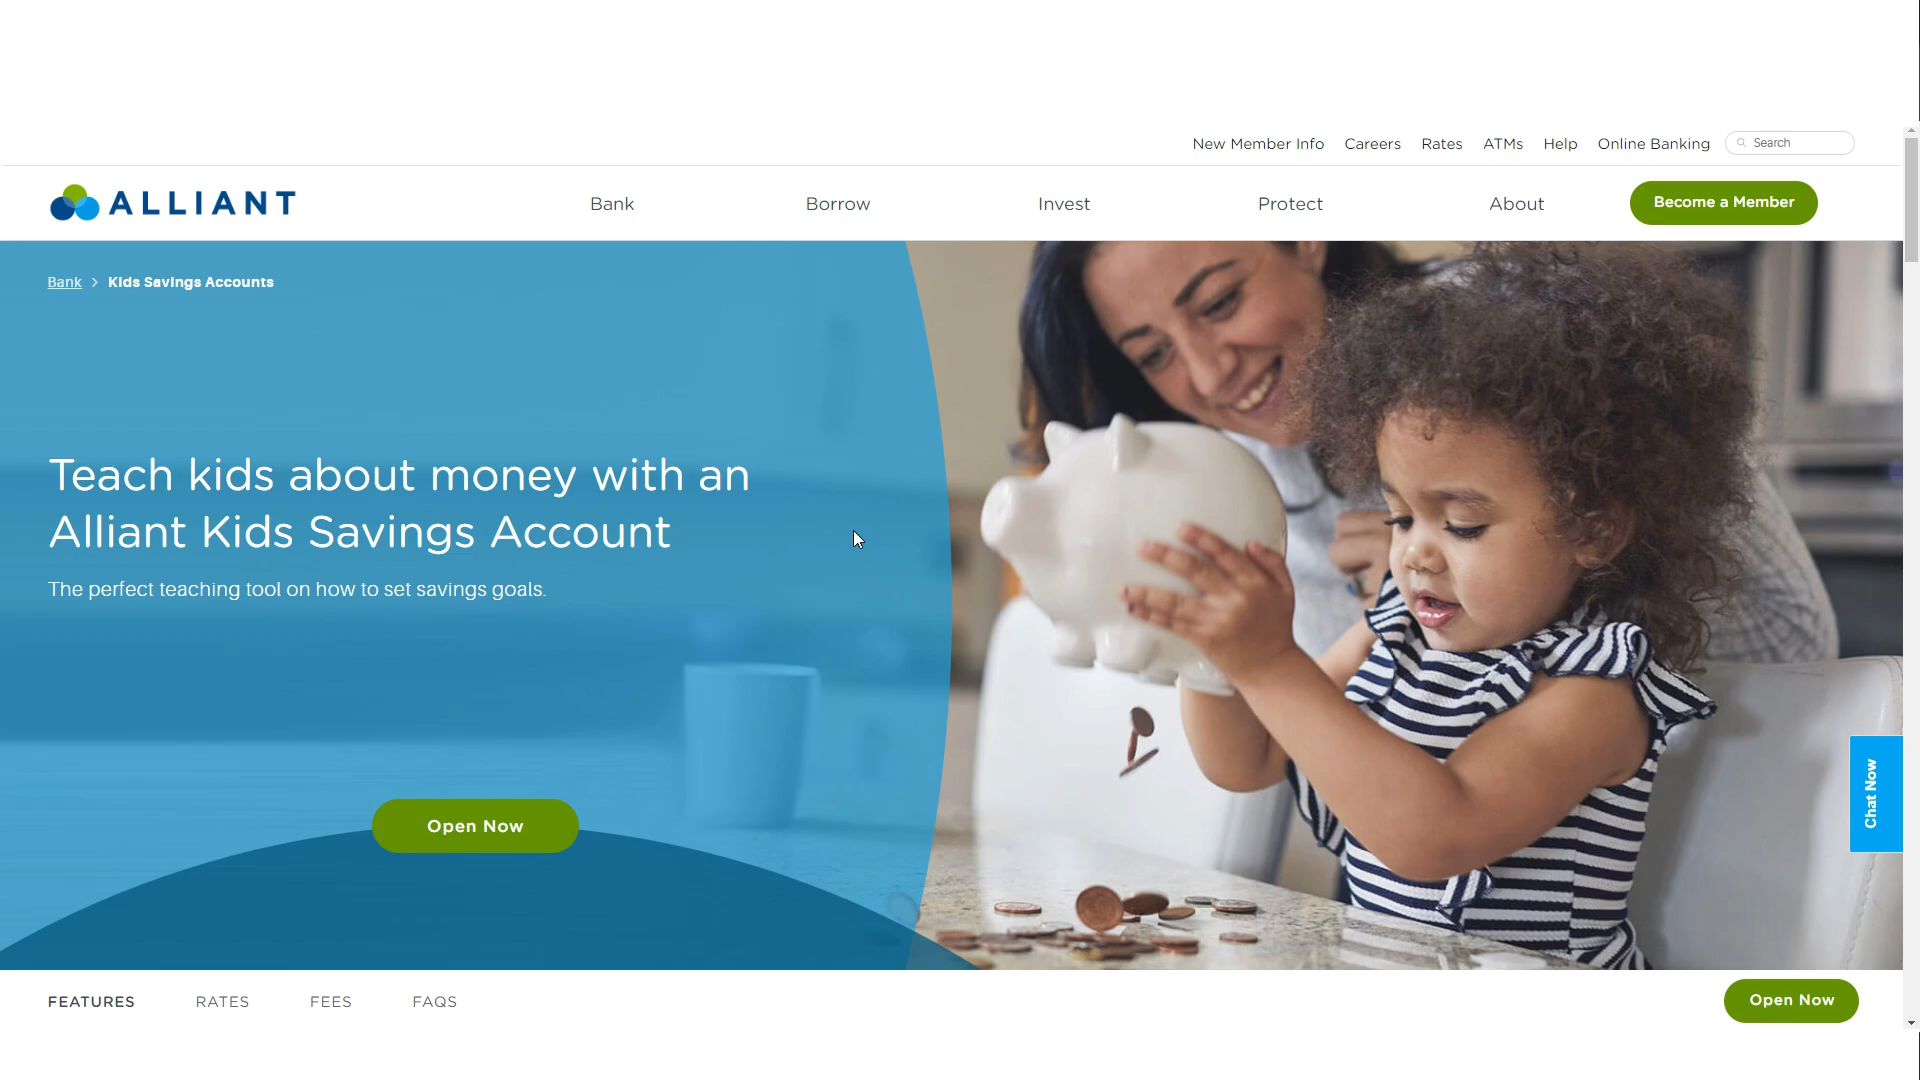 New Member Info Careers Rates ATMs Help Online Banking Search
ALLIANT Bank Borrow Invest Protect About Become a Member
Bank > Kids Savings Accounts
Teach kids about money with an
Alliant Kids Savings Account
The perfect teaching tool on how to set savings goals.
Chat Now
Open Now
FEATURES RATES FEES FAQS Open Now